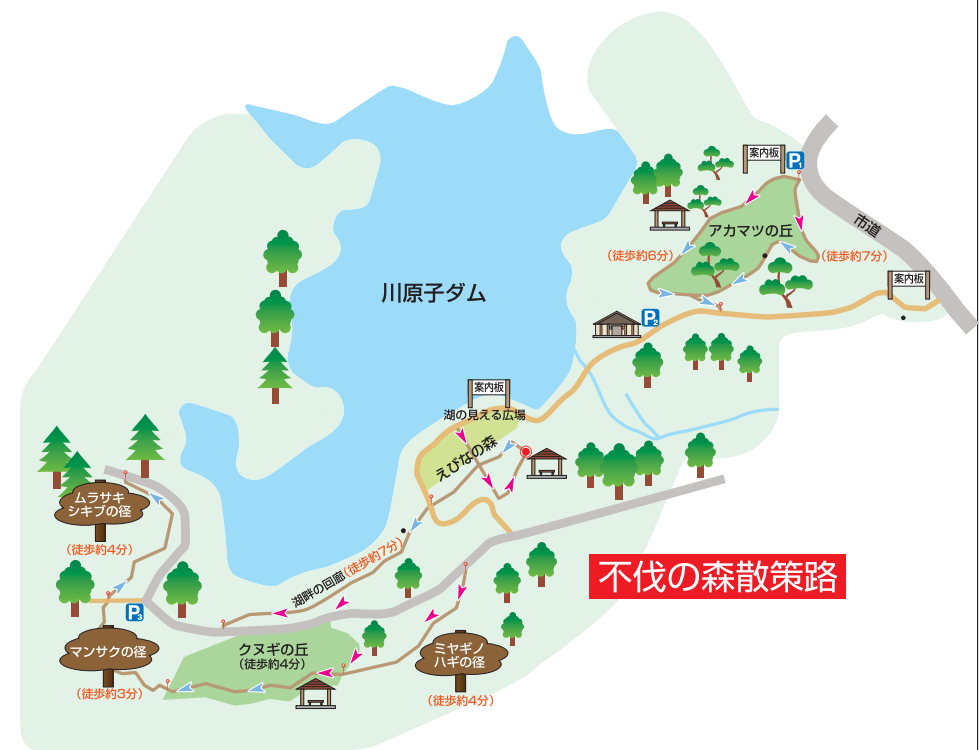 案内板
P1
アカマツの丘
市道
(徒歩約6分)
(徒歩約7分)
案内板
川原子ダム
P2
案内板
湖の見える広場
えびなの森
ムラサキ
シキブの径
(徒歩約4分)
湖畔の回廊(徒歩約7分)
不伐の森散策路
P3
マンサクの径
(徒歩約3分)
クヌギの丘
(徒歩約4分)
ミヤギノ
ハギの径
(徒歩約4分)